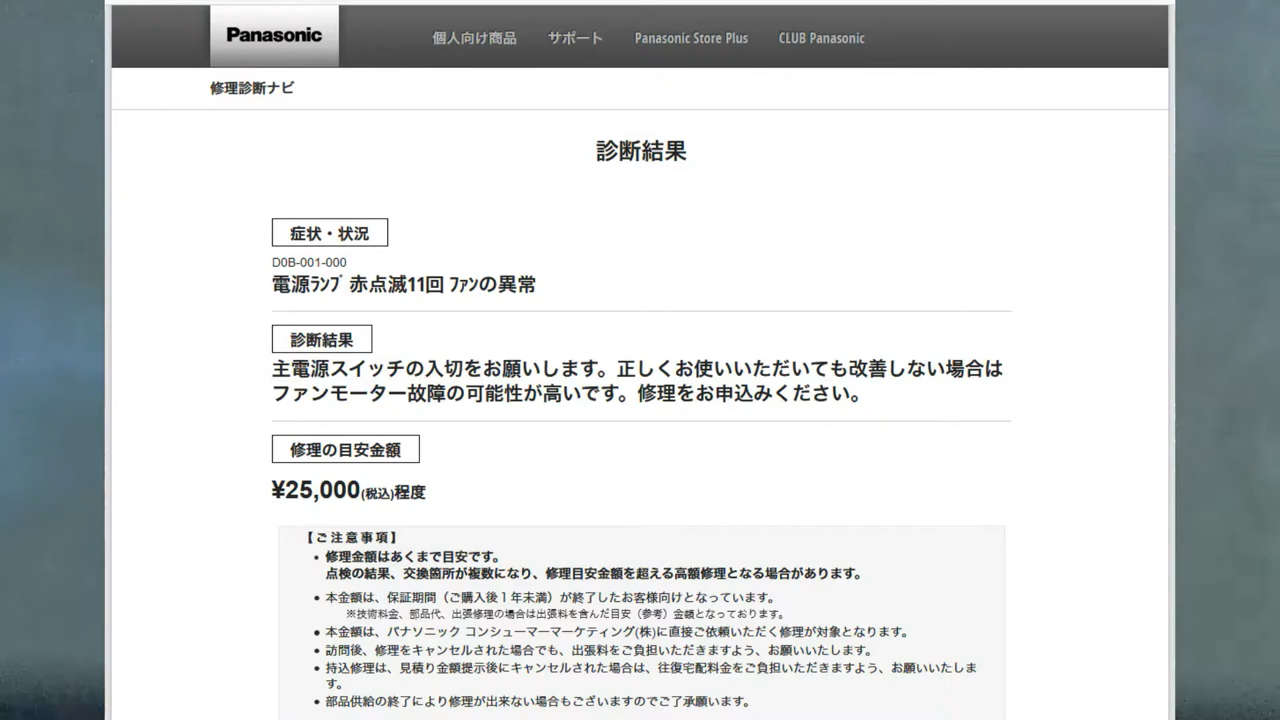 Panasonic
個人向け商品 サポート Panasonic Store Plus CLUB Panasonic
修理診断ナビ
診断結果
症状・状況
D0B-001-000
電源ﾗﾝﾌﾟ 赤点滅11回 ﾌｧﾝの異常
診断結果
主電源スイッチの入切をお願いします。正しくお使いいただいても改善しない場合は
ファンモーター故障の可能性が高いです。修理をお申込みください。
修理の目安金額
¥25,000(税込)程度
【ご注意事項】
• 修理金額はあくまで目安です。
点検の結果、交換箇所が複数になり、修理目安金額を超える高額修理となる場合があります。
• 本金額は、保証期間（ご購入後１年未満）が終了したお客様向けとなっています。
※技術料金、部品代、出張修理の場合は出張料を含んだ目安（参考）金額となっております。
• 本金額は、パナソニック コンシューマーマーケティング(株)に直接ご依頼いただく修理が対象となります。
• 訪問後、修理をキャンセルされた場合でも、出張料をご負担いただきますよう、お願いいたします。
• 持込修理は、見積り金額提示後にキャンセルされた場合は、往復宅配料金をご負担いただきますよう、お願いいたしま
す。
• 部品供給の終了により修理が出来ない場合もございますのでご了承願います。